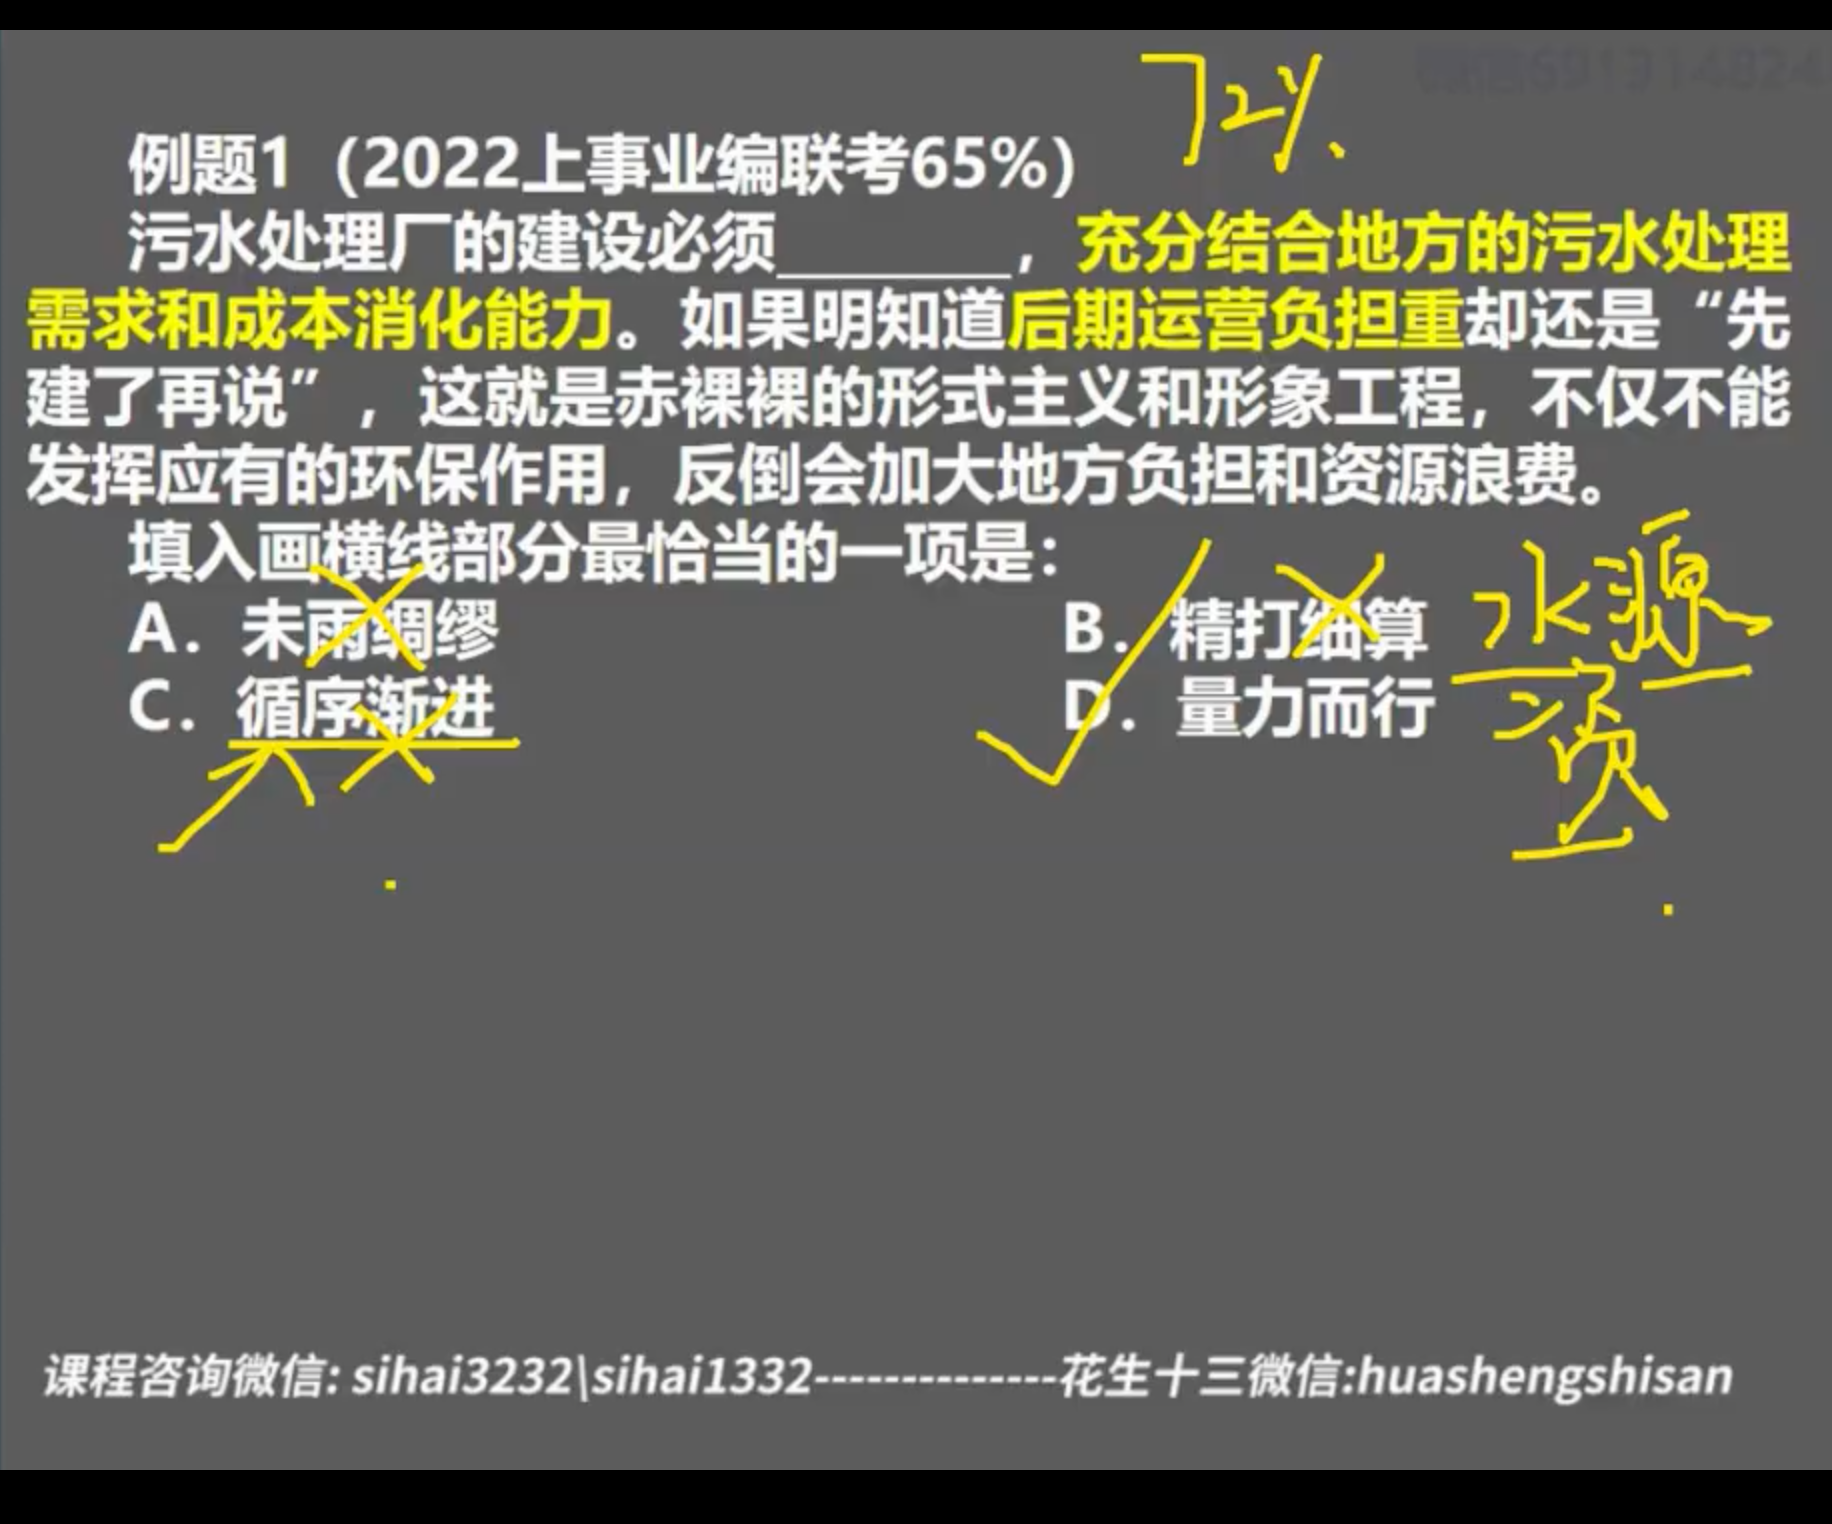 72%.
例题1（2022上事业编联考65%）
污水处理厂的建设必须________，充分结合地方的污水处理
需求和成本消化能力。如果明知道后期运营负担重却还是“先
建了再说”，这就是赤裸裸的形式主义和形象工程，不仅不能
发挥应有的环保作用，反倒会加大地方负担和资源浪费。
填入画横线部分最恰当的一项是：
A．未雨绸缪 B．精打细算 水源
C．循序渐进 D．量力而行 资
课程咨询微信: sihai3232\sihai1332--------------花生十三微信:huashengshisan